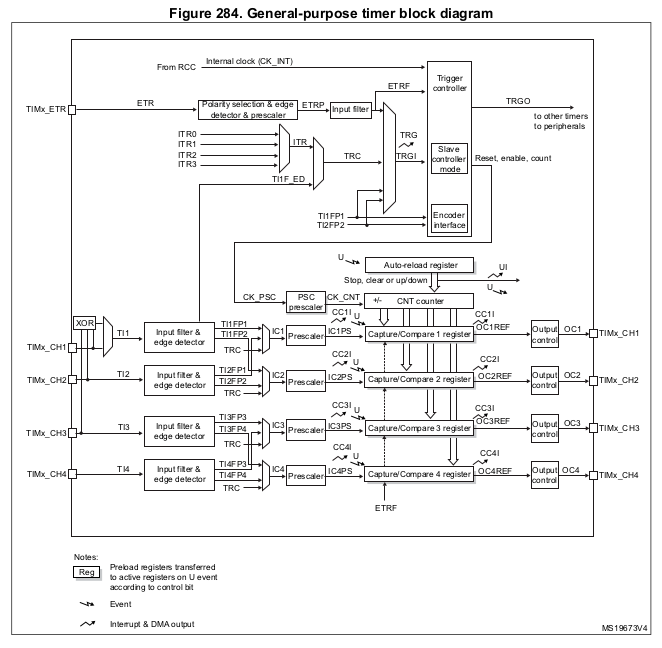 Figure 284. General-purpose timer block diagram
Internal clock (CK_INT)
From RCC
Trigger
controller
ETRF
TIMx_ETR
ETR
Polarity selection & edge
detector & prescaler
ETRP
Input filter
TRGO
to other timers
to peripherals
ITR0
ITR1
ITR2
ITR3
ITR
TRC
TRG
TRGI
Slave
controller
mode
Reset, enable, count
TI1F_ED
TI1FP1
TI2FP2
Encoder
interface
U
Auto-reload register
UI
Stop, clear or up/down
U
CK_PSC
PSC
prescaler
CK_CNT
+/-
CNT counter
XOR
TIMx_CH1
TI1
Input filter &
edge detector
TI1FP1
TI1FP2
TRC
IC1
Prescaler
IC1PS
CC1I
U
Capture/Compare 1 register
CC1I
OC1REF
Output
control
OC1
TIMx_CH1
TIMx_CH2
TI2
Input filter &
edge detector
TI2FP1
TI2FP2
TRC
IC2
Prescaler
IC2PS
CC2I
U
Capture/Compare 2 register
CC2I
OC2REF
Output
control
OC2
TIMx_CH2
TIMx_CH3
TI3
Input filter &
edge detector
TI3FP3
TI3FP4
TRC
IC3
Prescaler
IC3PS
CC3I
U
Capture/Compare 3 register
CC3I
OC3REF
Output
control
OC3
TIMx_CH3
TIMx_CH4
TI4
Input filter &
edge detector
TI4FP3
TI4FP4
TRC
IC4
Prescaler
IC4PS
CC4I
U
Capture/Compare 4 register
CC4I
OC4REF
Output
control
OC4
TIMx_CH4
ETRF
Notes:
Reg
Preload registers transferred
to active registers on U event
according to control bit
Event
Interrupt & DMA output
MS19673V4